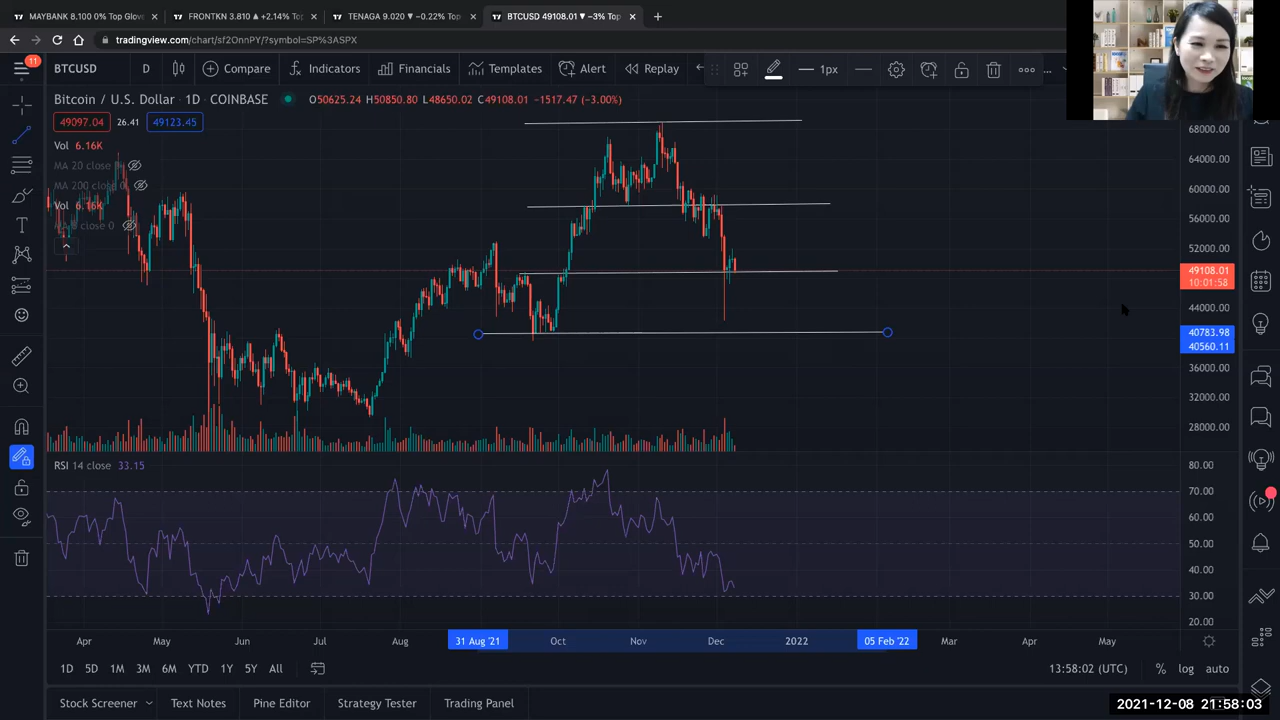 MAYBANK 8.100 0% Top Glov
FRONTKN 3.810 ▲ +2.14% Top
TENAGA 9.020 ▼ −0.22% Top
BTCUSD 49108.01 ▼ −3% Top
tradingview.com/chart/sf2OnnPY/?symbol=SP%3ASPX
11
BTCUSD
D
Compare
Indicators
Financials
Templates
Alert
Replay
1px
Bitcoin / U.S. Dollar · 1D · COINBASE
O50625.24 H50850.80 L48650.02 C49108.01 −1517.47 (−3.00%)
49097.04
26.41
49123.45
Vol 6.16K
MA 20 close
MA 200 close 0
Vol 6.16K
close 0
68000.00
64000.00
60000.00
56000.00
52000.00
49108.01
10:01:58
44000.00
40783.98
40560.11
36000.00
32000.00
28000.00
RSI 14 close 33.15
80.00
70.00
60.00
50.00
40.00
30.00
20.00
Apr
May
Jun
Jul
Aug
31 Aug '21
Oct
Nov
Dec
2022
05 Feb '22
Mar
Apr
May
1D 5D 1M 3M 6M YTD 1Y 5Y All
13:58:02 (UTC)
% log auto
Stock Screener
Text Notes
Pine Editor
Strategy Tester
Trading Panel
2021-12-08 21:58:03